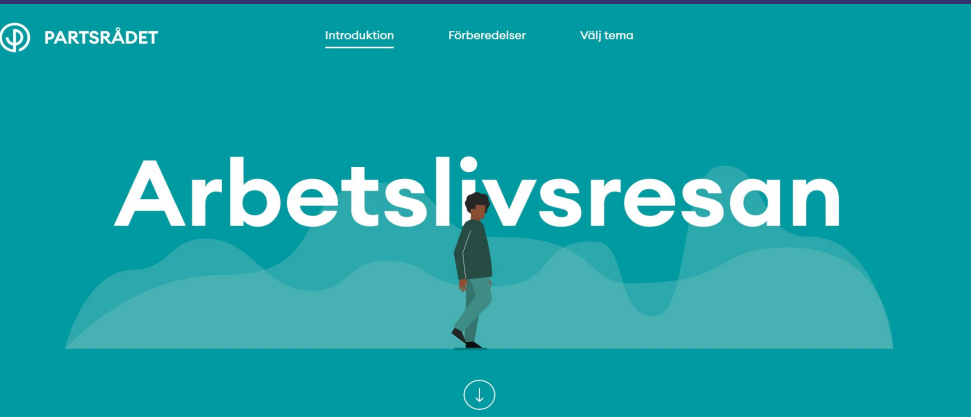 PARTSRÅDET
Introduktion Förberedelser Välj tema
Arbetslivsresan